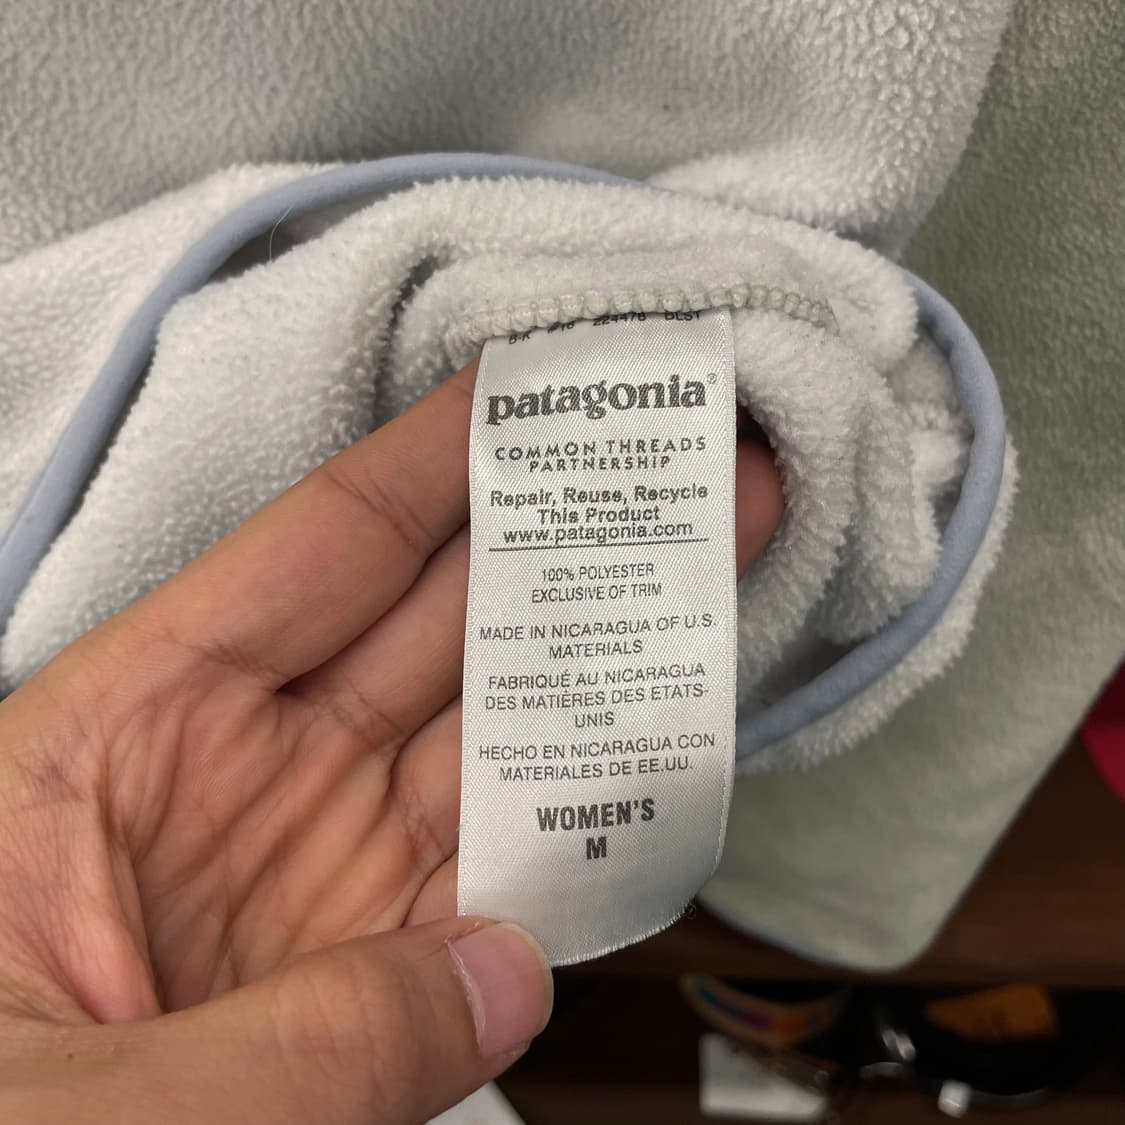 224478 DLS1
patagonia®
COMMON THREADS
PARTNERSHIP
Repair, Reuse, Recycle
This Product
www.patagonia.com
100% POLYESTER
EXCLUSIVE OF TRIM
MADE IN NICARAGUA OF U.S.
MATERIALS
FABRIQUÉ AU NICARAGUA
DES MATIÈRES DES ETATS-
UNIS
HECHO EN NICARAGUA CON
MATERIALES DE EE.UU.
WOMEN'S
M